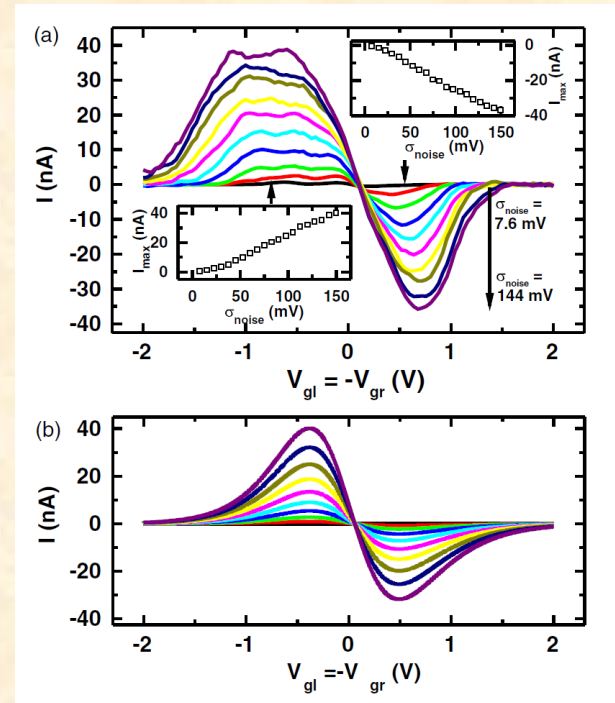 (a)
I (nA)
40
30
20
10
0
-10
-20
-30
-40
0
-20
-40
I_max (nA)
0 50 100 150
σ_noise (mV)
I_max (nA)
40
20
0
0 50 100 150
σ_noise (mV)
σ_noise =
7.6 mV
σ_noise =
144 mV
-2 -1 0 1 2
V_gl = -V_gr (V)
(b)
I (nA)
40
20
0
-20
-40
-2 -1 0 1 2
V_gl =-V_gr (V)